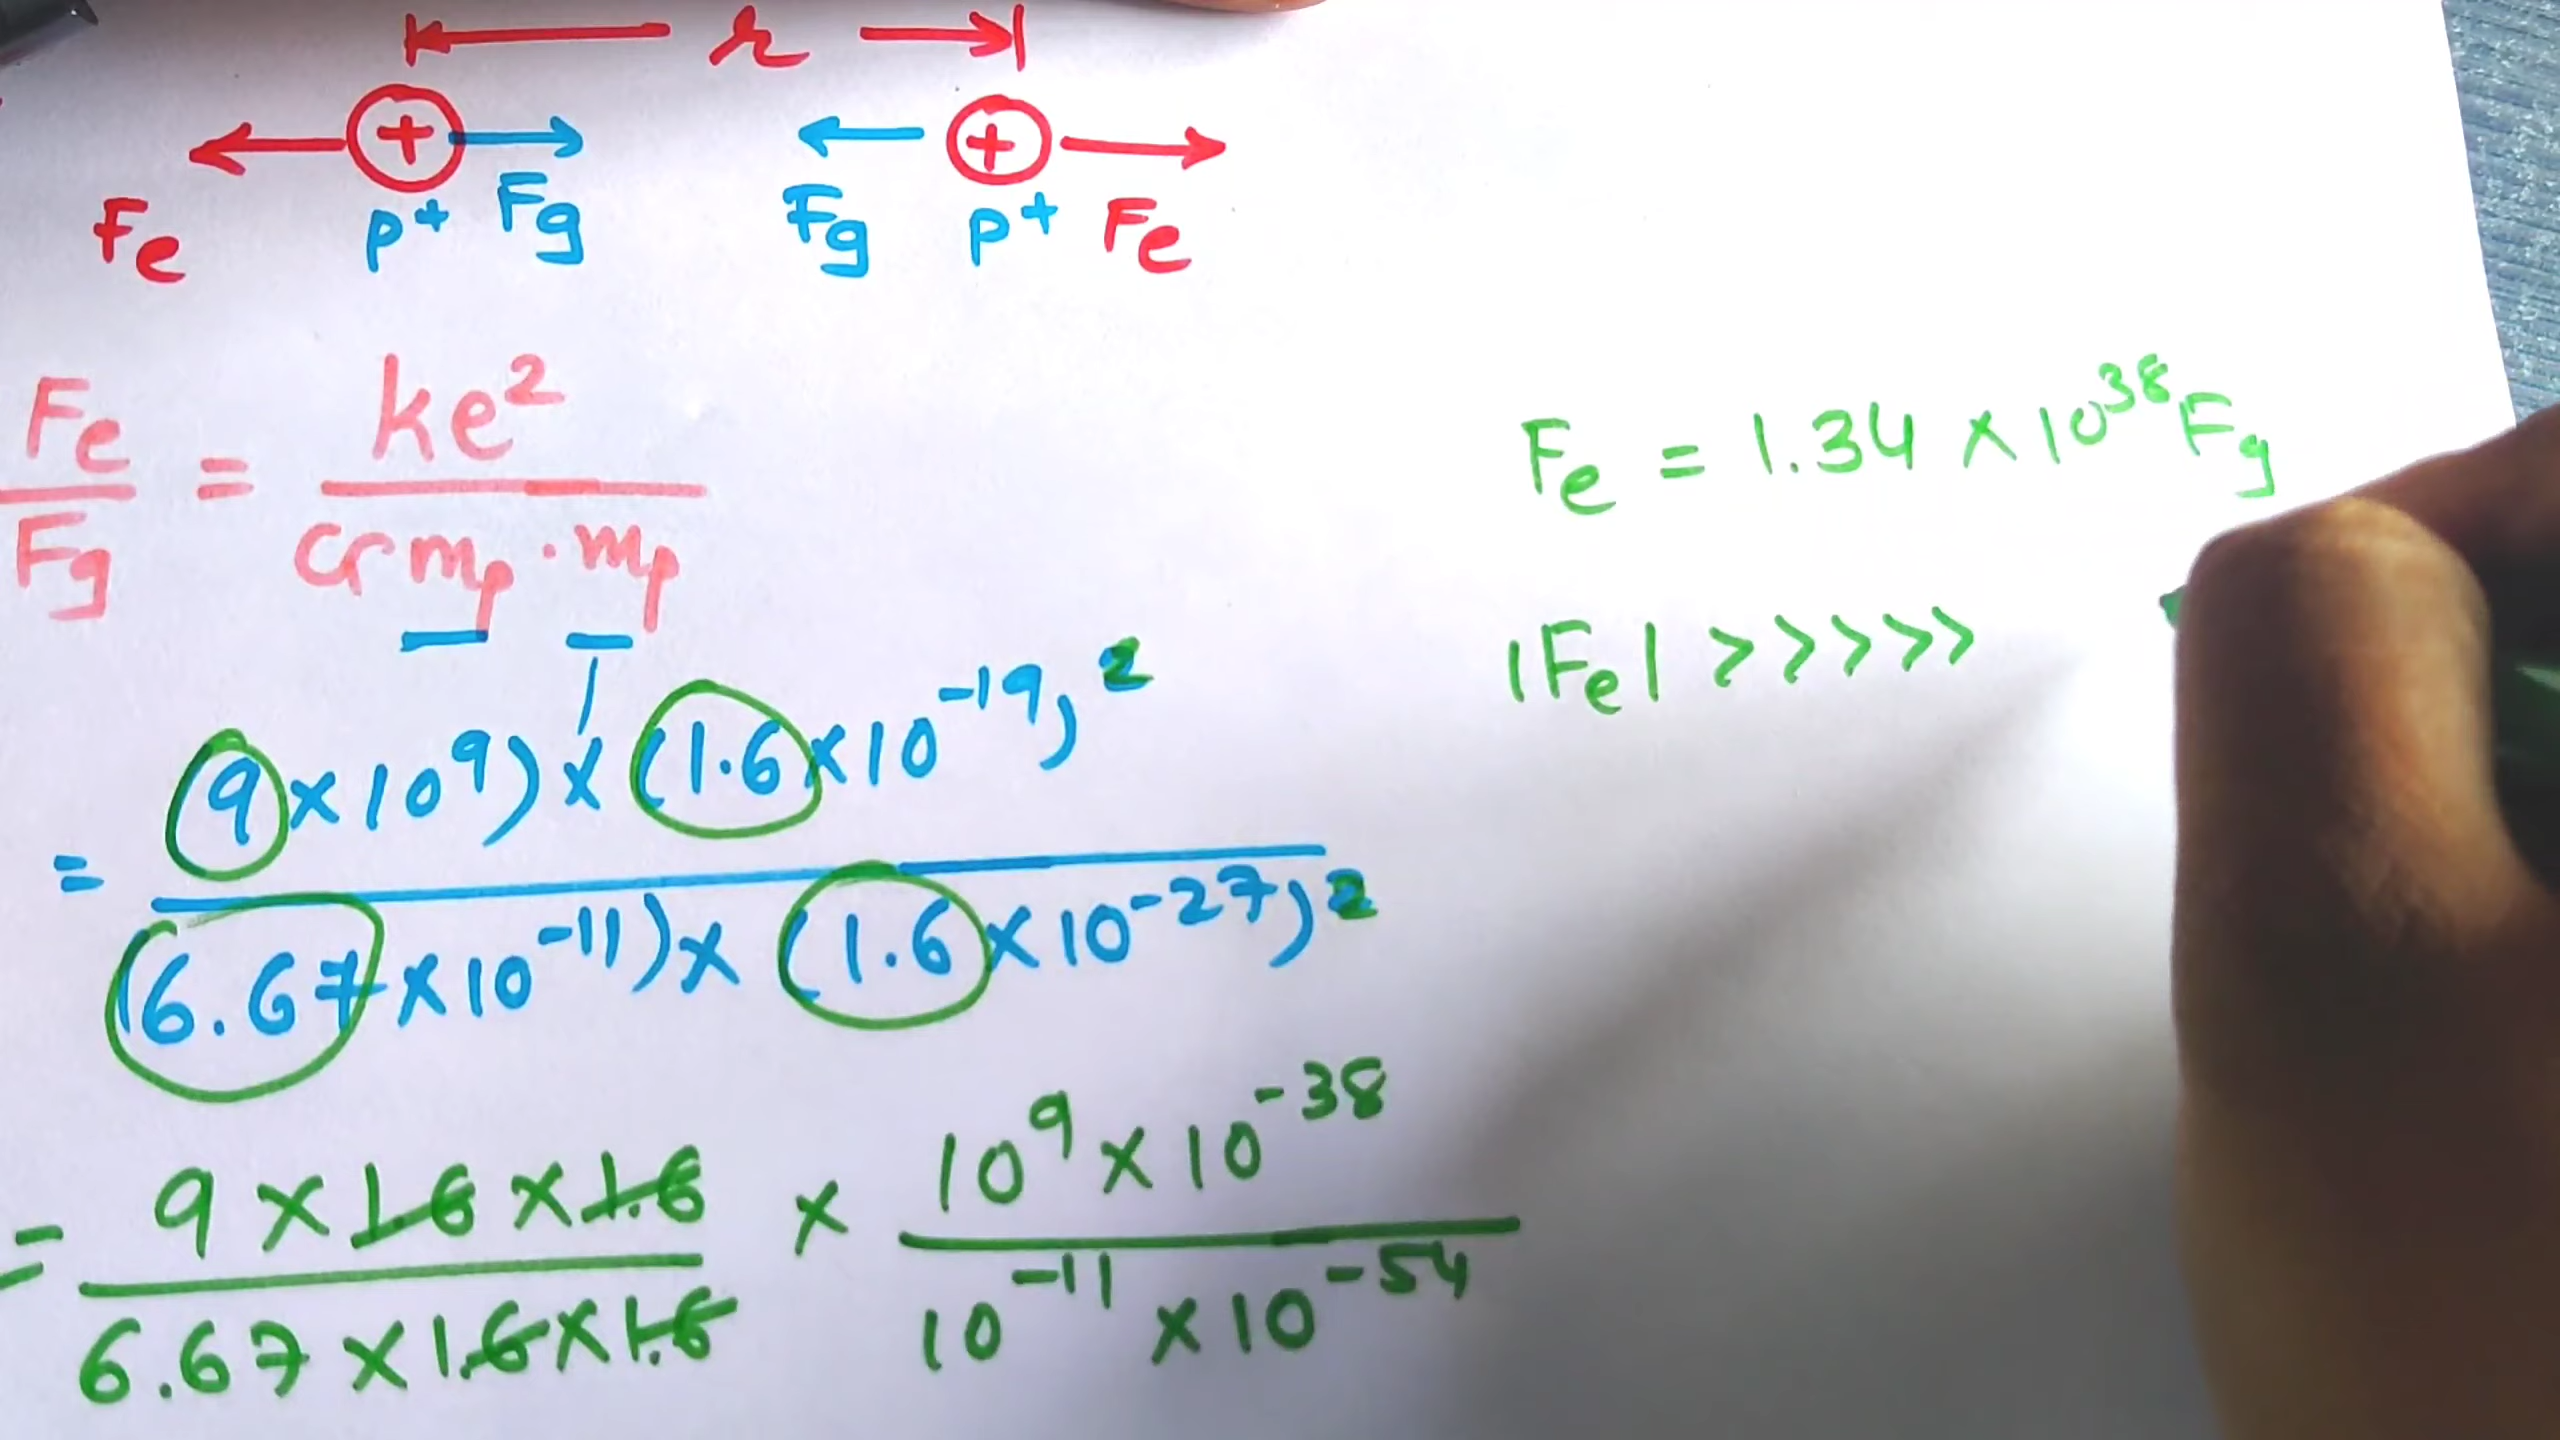 r
+ +
Fe p+ Fg Fg p+ Fe
Fe/Fg = ke²/G mp · mp
= (9×10⁹) × (1.6×10⁻¹⁹)²/(6.67×10⁻¹¹) × (1.6×10⁻²⁷)²
= 9 × 1.6 × 1.6/6.67 × 1.6 × 1.6 × 10⁹ × 10⁻³⁸/10⁻¹¹ × 10⁻⁵⁴
Fe = 1.34 × 10³⁸ Fg
|Fe| >>>>>